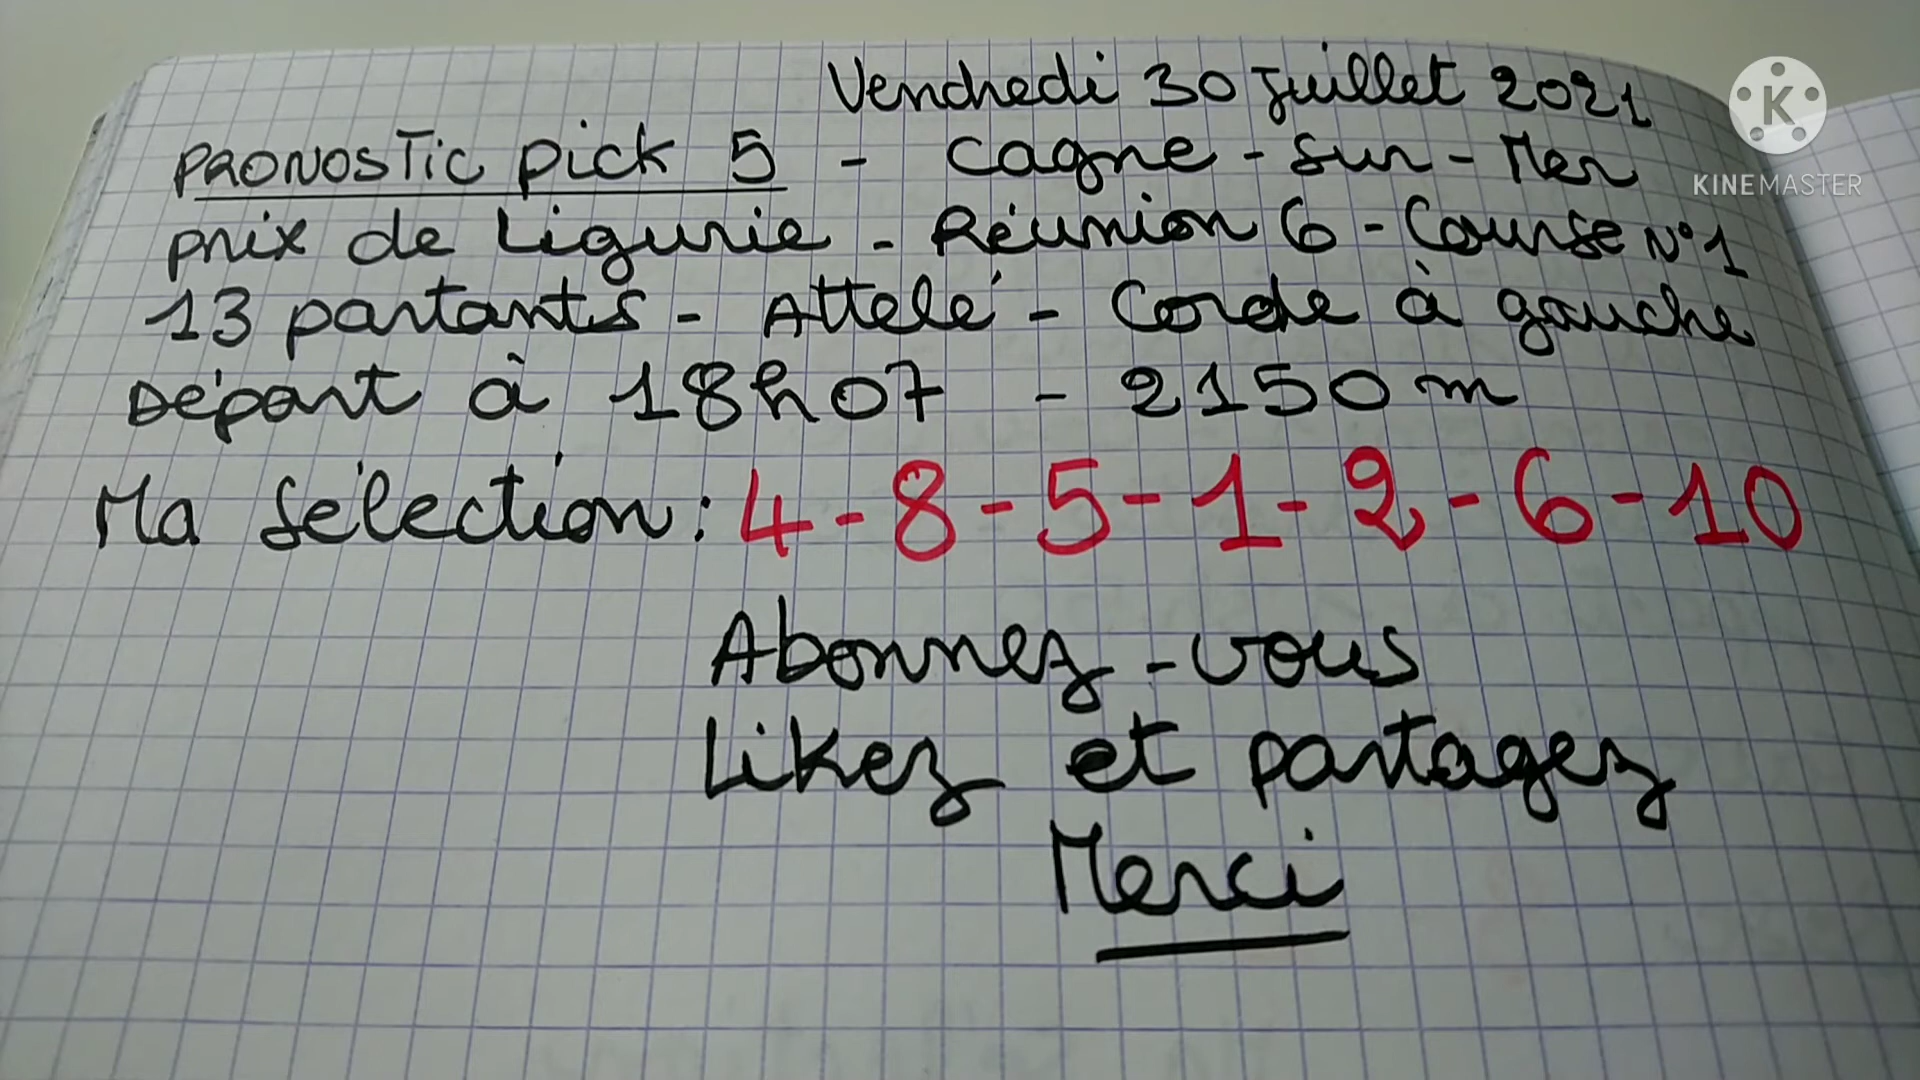 Vendredi 30 Juillet 2021
PRONOSTIC PICK 5 - Cagne-sur-Mer
prix de Ligurie - Réunion 6 - Course N°1
13 partants - Attelé - Corde à gauche
Départ à 18h07 - 2150m
Ma sélection : 4 - 8 - 5 - 1 - 2 - 6 - 10
Abonnez-vous
Likez et partagez
Merci
K
KINEMASTER